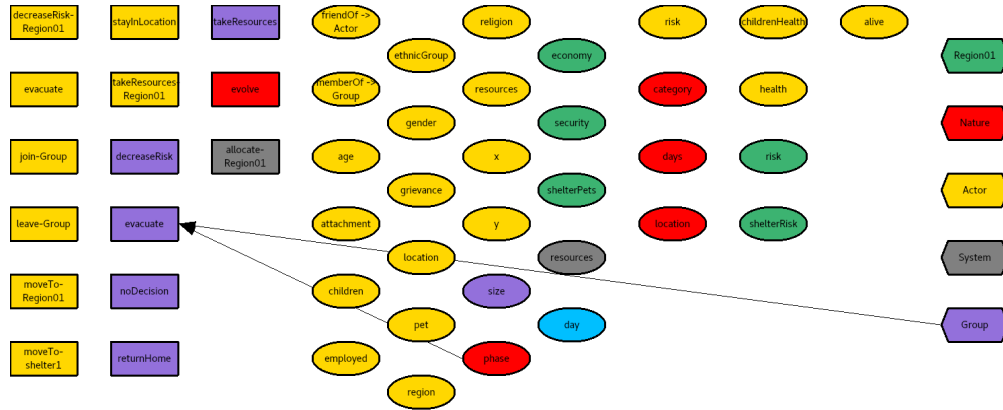 decreaseRisk-
Region01
stayInLocation
takeResources
friendOf ->
Actor
religion
risk
childrenHealth
alive
ethnicGroup
economy
Region01
evacuate
takeResources-
Region01
evolve
memberOf ->
Group
resources
category
health
gender
security
Nature
join-Group
decreaseRisk
allocate-
Region01
age
x
days
risk
grievance
shelterPets
Actor
leave-Group
evacuate
attachment
y
location
shelterRisk
location
resources
System
moveTo-
Region01
noDecision
children
size
pet
day
Group
moveTo-
shelter1
returnHome
employed
phase
region